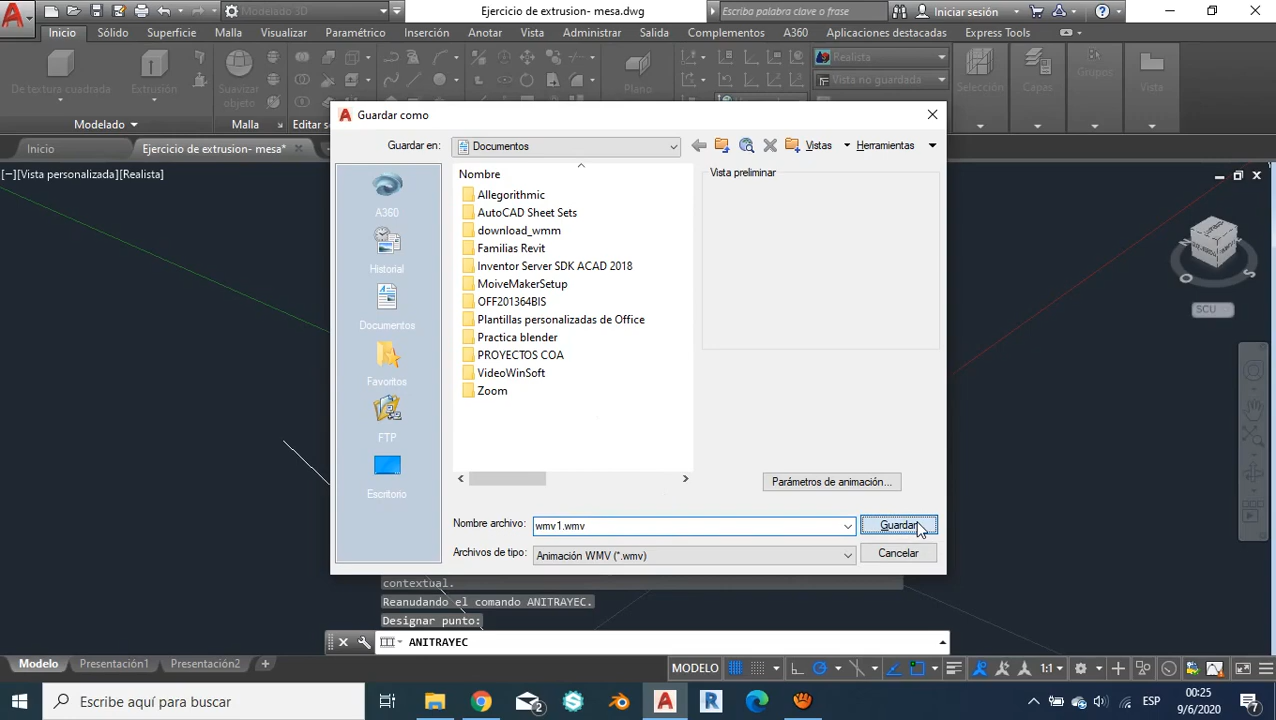 Modelado 3D
Ejercicio de extrusion- mesa.dwg
Escriba palabra clave o frase
Iniciar sesión
Inicio
Sólido
Superficie
Malla
Visualizar
Paramétrico
Inserción
Anotar
Vista
Administrar
Salida
Complementos
A360
Aplicaciones destacadas
Express Tools
De textura cuadrada
Extrusión
Suavizar
objeto
Plano
Realista
Vista no guardada
Selección
Capas
Grupos
Vista
Modelado
Malla
Editar s
Inicio
Ejercicio de extrusion- mesa*
[−][Vista personalizada][Realista]
SCU
Guardar como
Guardar en:
Documentos
Vistas
Herramientas
A360
Historial
Documentos
Favoritos
FTP
Escritorio
Nombre
Allegorithmic
AutoCAD Sheet Sets
download_wmm
Familias Revit
Inventor Server SDK ACAD 2018
MoiveMakerSetup
OFF201364BIS
Plantillas personalizadas de Office
Practica blender
PROYECTOS COA
VideoWinSoft
Zoom
Vista preliminar
Parámetros de animación...
Nombre archivo:
wmv1.wmv
Guardar
Archivos de tipo:
Animación WMV (*.wmv)
Cancelar
contextual.
Reanudando el comando ANITRAYEC.
Designar punto:
ANITRAYEC
Modelo
Presentación1
Presentación2
MODELO
1:1
Escribe aquí para buscar
2
ESP
00:25
9/6/2020
7